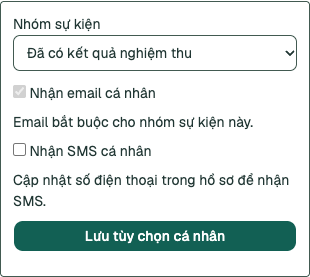 Nhóm sự kiện
Đã có kết quả nghiệm thu
Nhận email cá nhân
Email bắt buộc cho nhóm sự kiện này.
Nhận SMS cá nhân
Cập nhật số điện thoại trong hồ sơ để nhận
SMS.
Lưu tùy chọn cá nhân